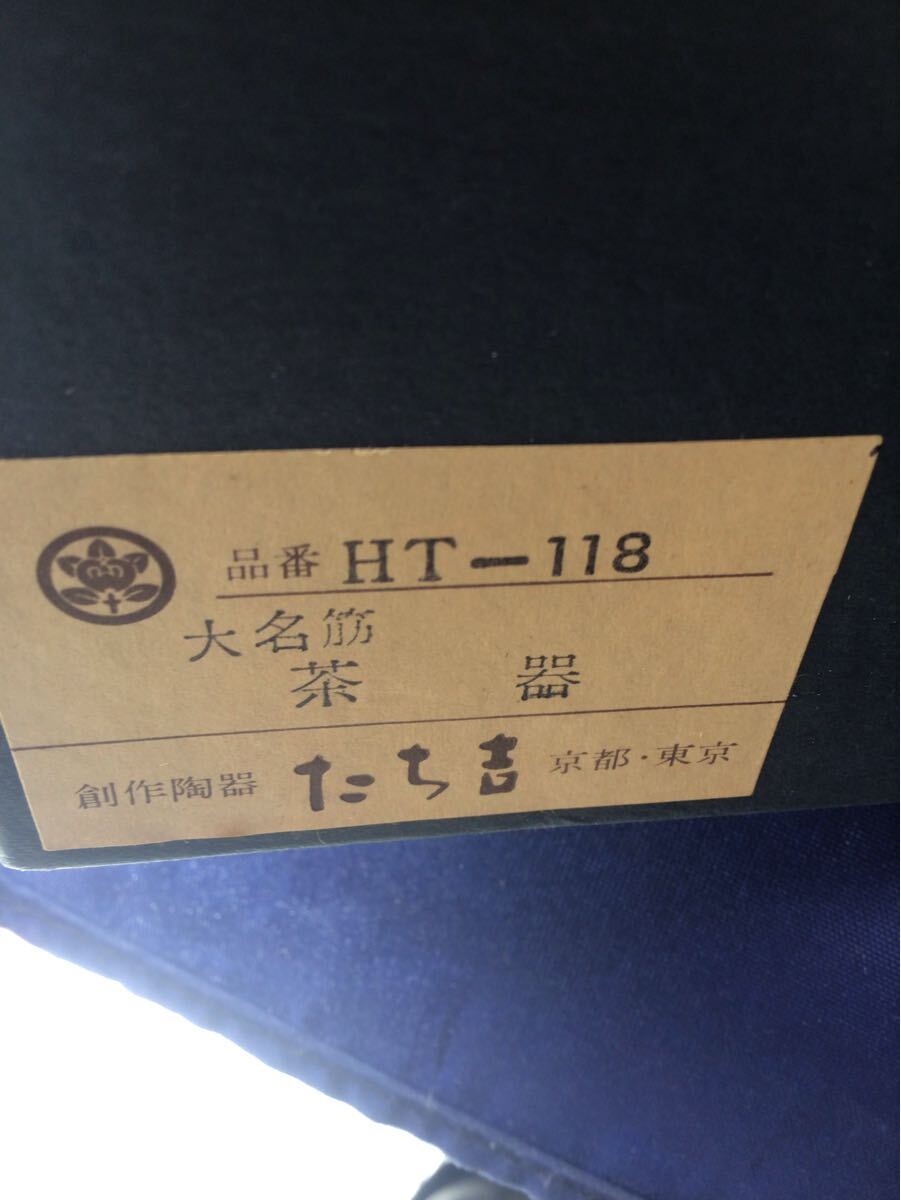 品番 HT-118
大名筋
茶 器
創作陶器 たち吉 京都・東京